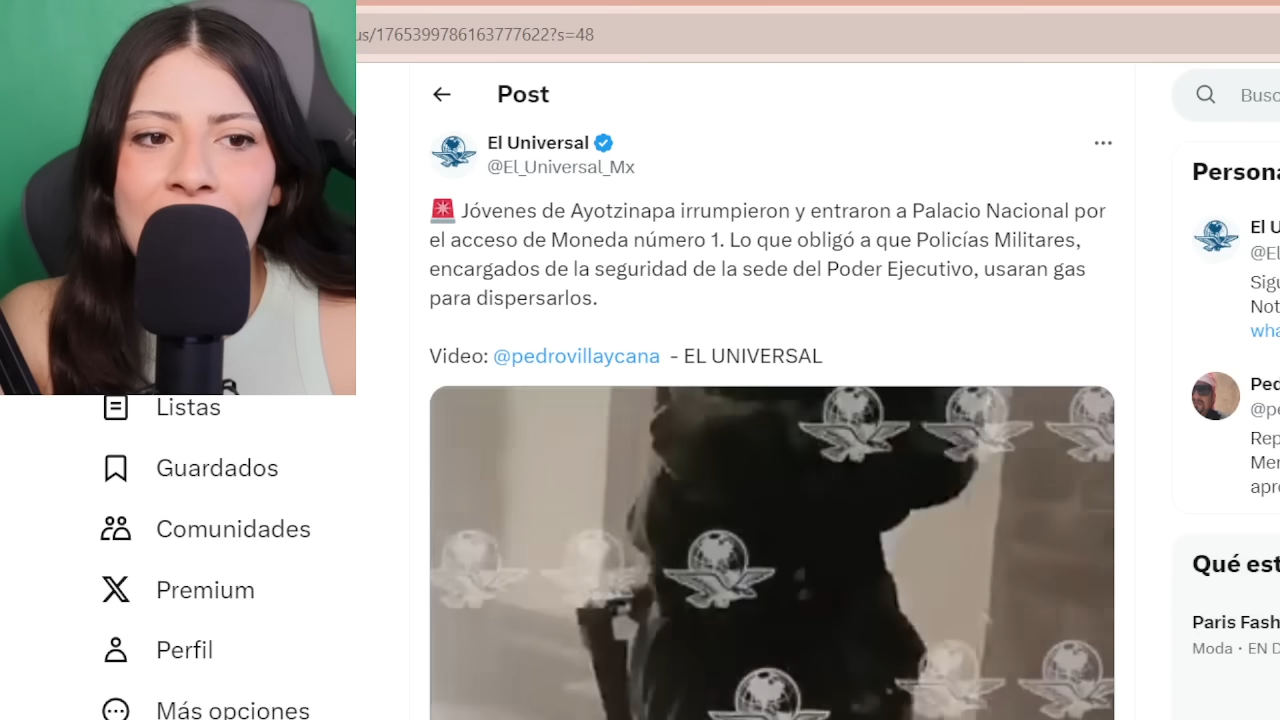 us/1765399786163777622?s=48
Post
Busc
El Universal
@El_Universal_Mx
Jóvenes de Ayotzinapa irrumpieron y entraron a Palacio Nacional por
el acceso de Moneda número 1. Lo que obligó a que Policías Militares,
encargados de la seguridad de la sede del Poder Ejecutivo, usaran gas
para dispersarlos.
Video: @pedrovillaycana - EL UNIVERSAL
Listas
Guardados
Comunidades
Premium
Perfil
Más opciones
Persona
El U
@El
Sigu
Not
wha
Ped
@pe
Rep
Mer
apre
Qué est
Paris Fash
Moda · EN D